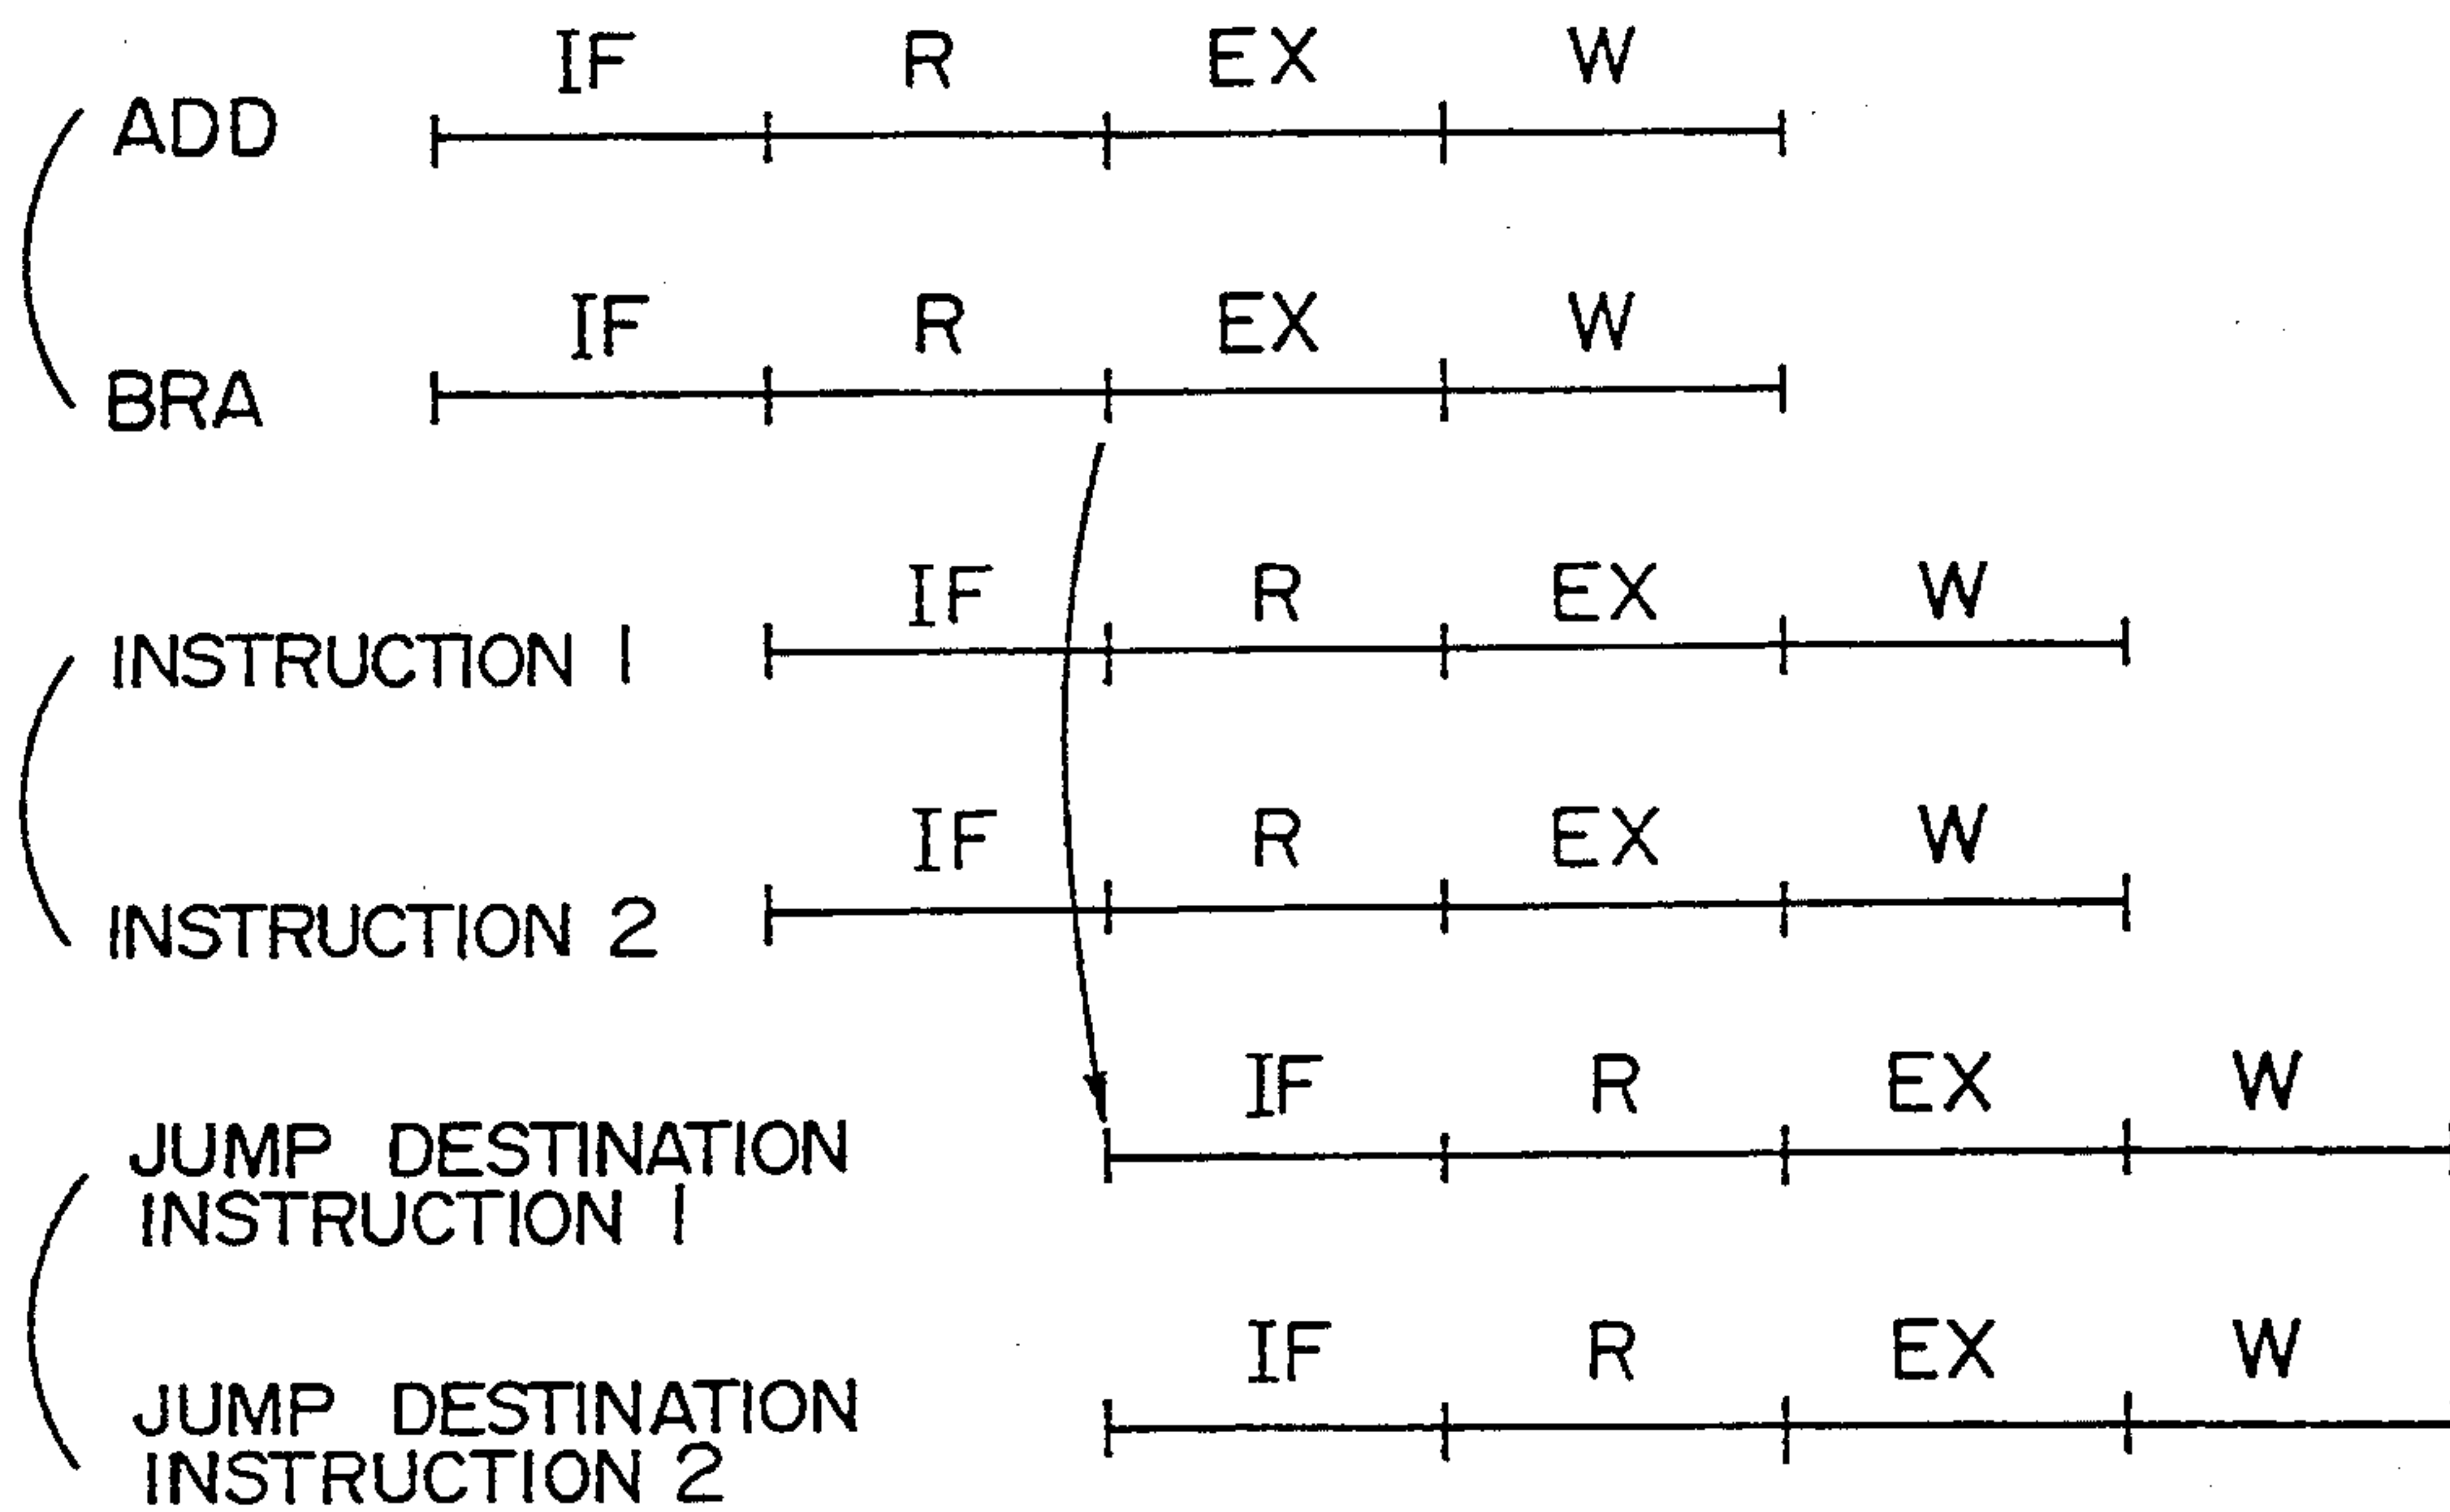 IF R EX W
ADD
IF R EX W
BRA
IF R EX W
INSTRUCTION 1
IF R EX W
INSTRUCTION 2
IF R EX W
JUMP DESTINATION
INSTRUCTION 1
IF R EX W
JUMP DESTINATION
INSTRUCTION 2